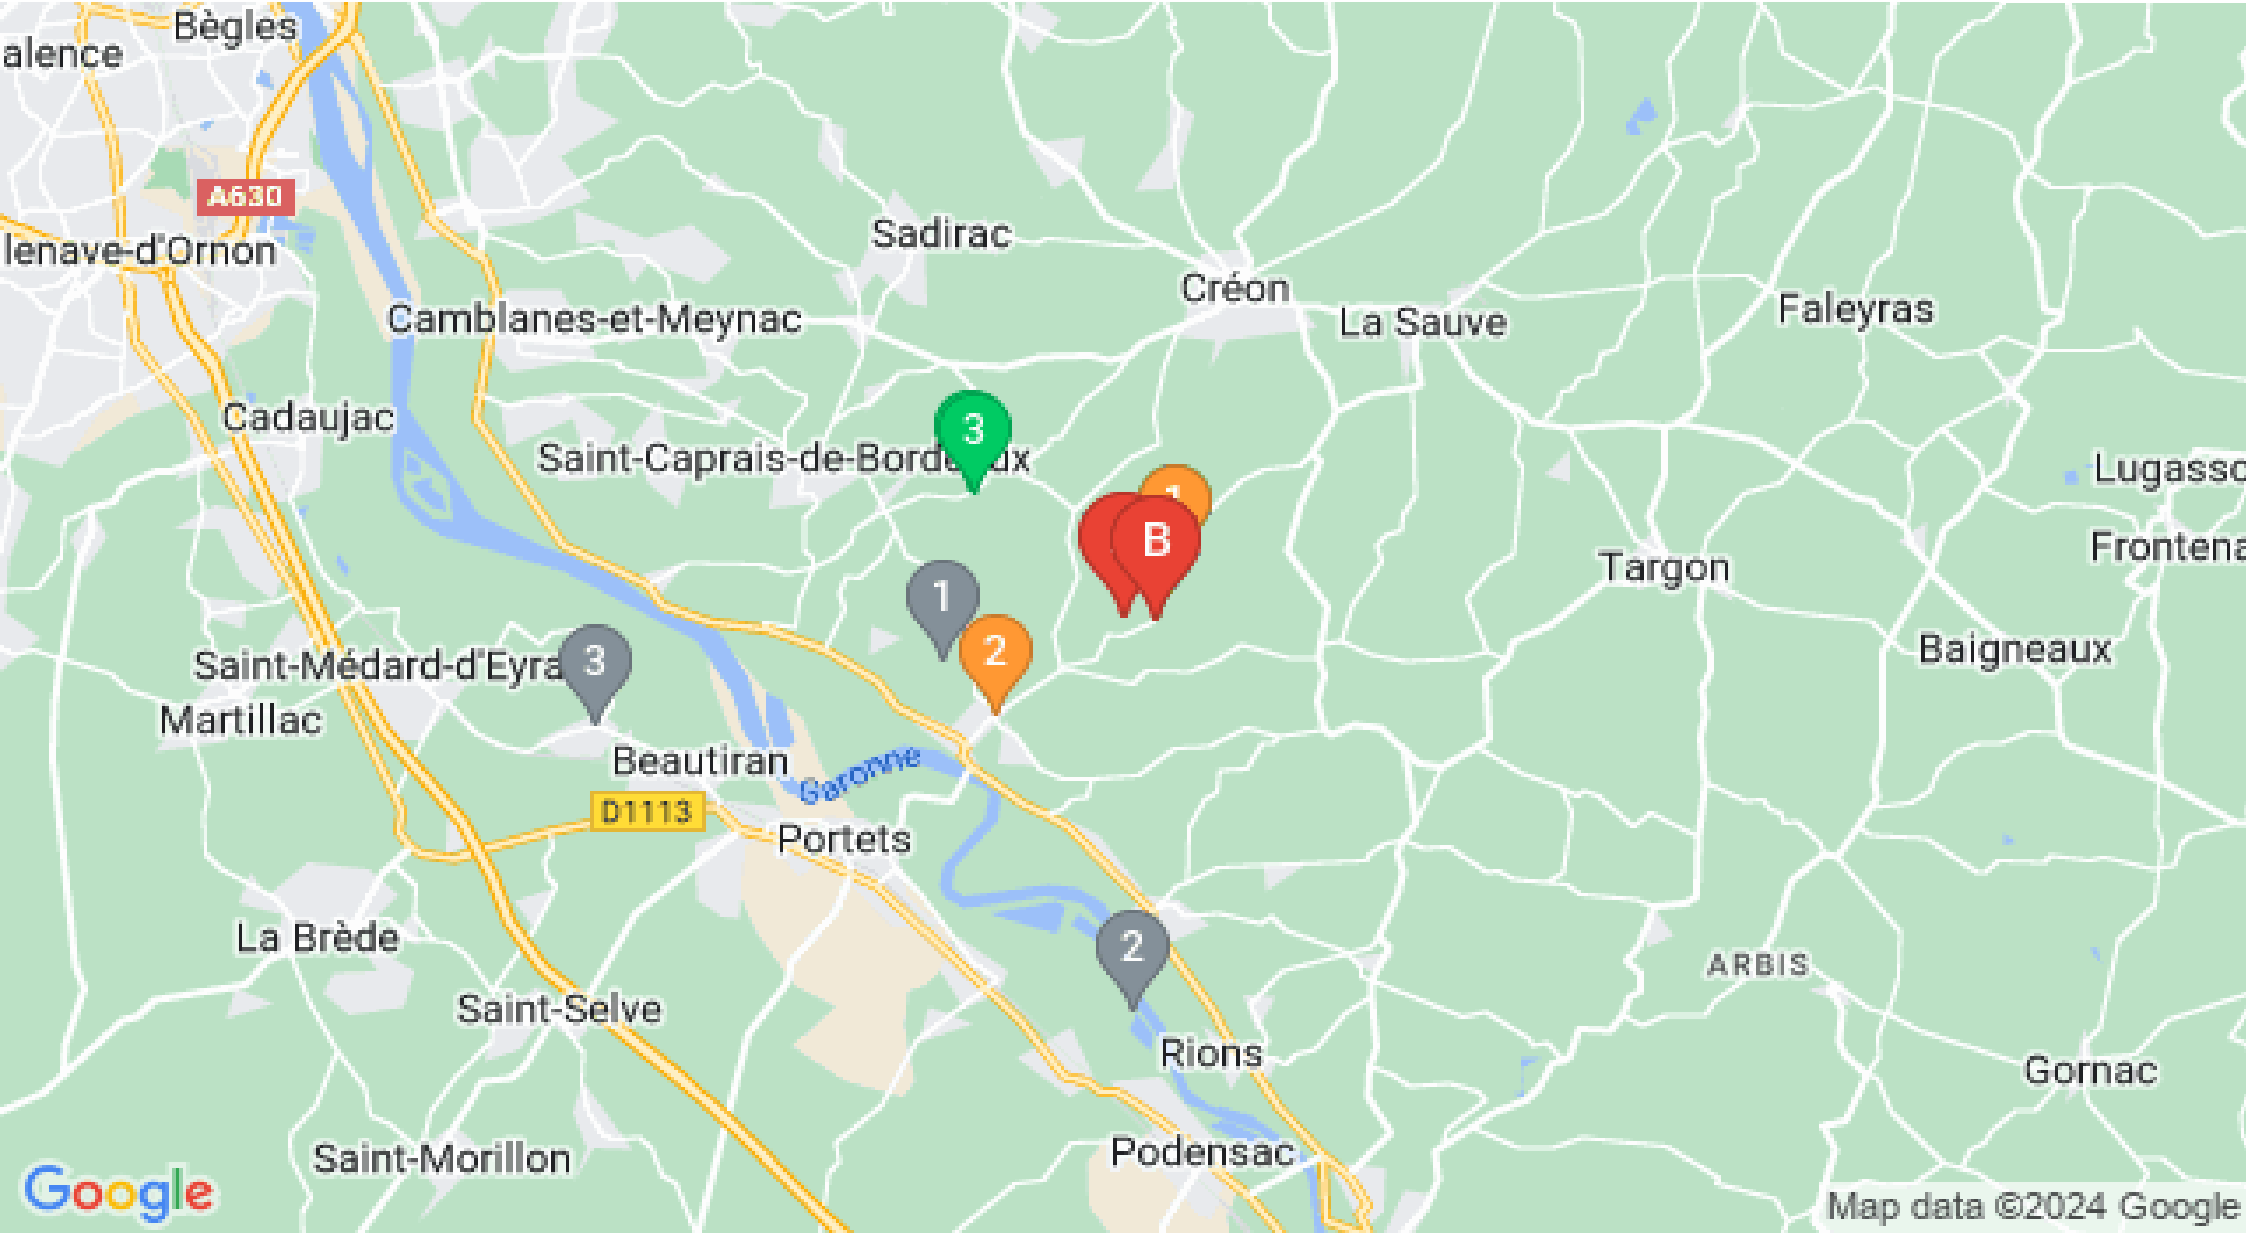 Bègles
alence
A630
Sadirac
lenave-d'Ornon
Créon
Camblanes-et-Meynac
La Sauve
Faleyras
Cadaujac
3
Saint-Caprais-de-Bord
ux
Lugasso
1
B
Frontena
Targon
1
2
3
Saint-Médard-d'Eyra
Baigneaux
Martillac
Beautiran
Garonne
D1113
Portets
La Brède
2
ARBIS
Saint-Selve
Rions
Gornac
Saint-Morillon
Podensac
Google
Map data ©2024 Google